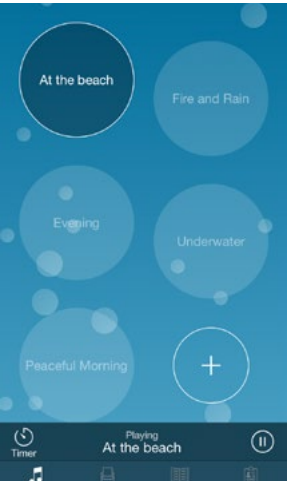 At the beach
Fire and Rain
Evening
Underwater
Peaceful Morning
+
Playing
At the beach
Timer